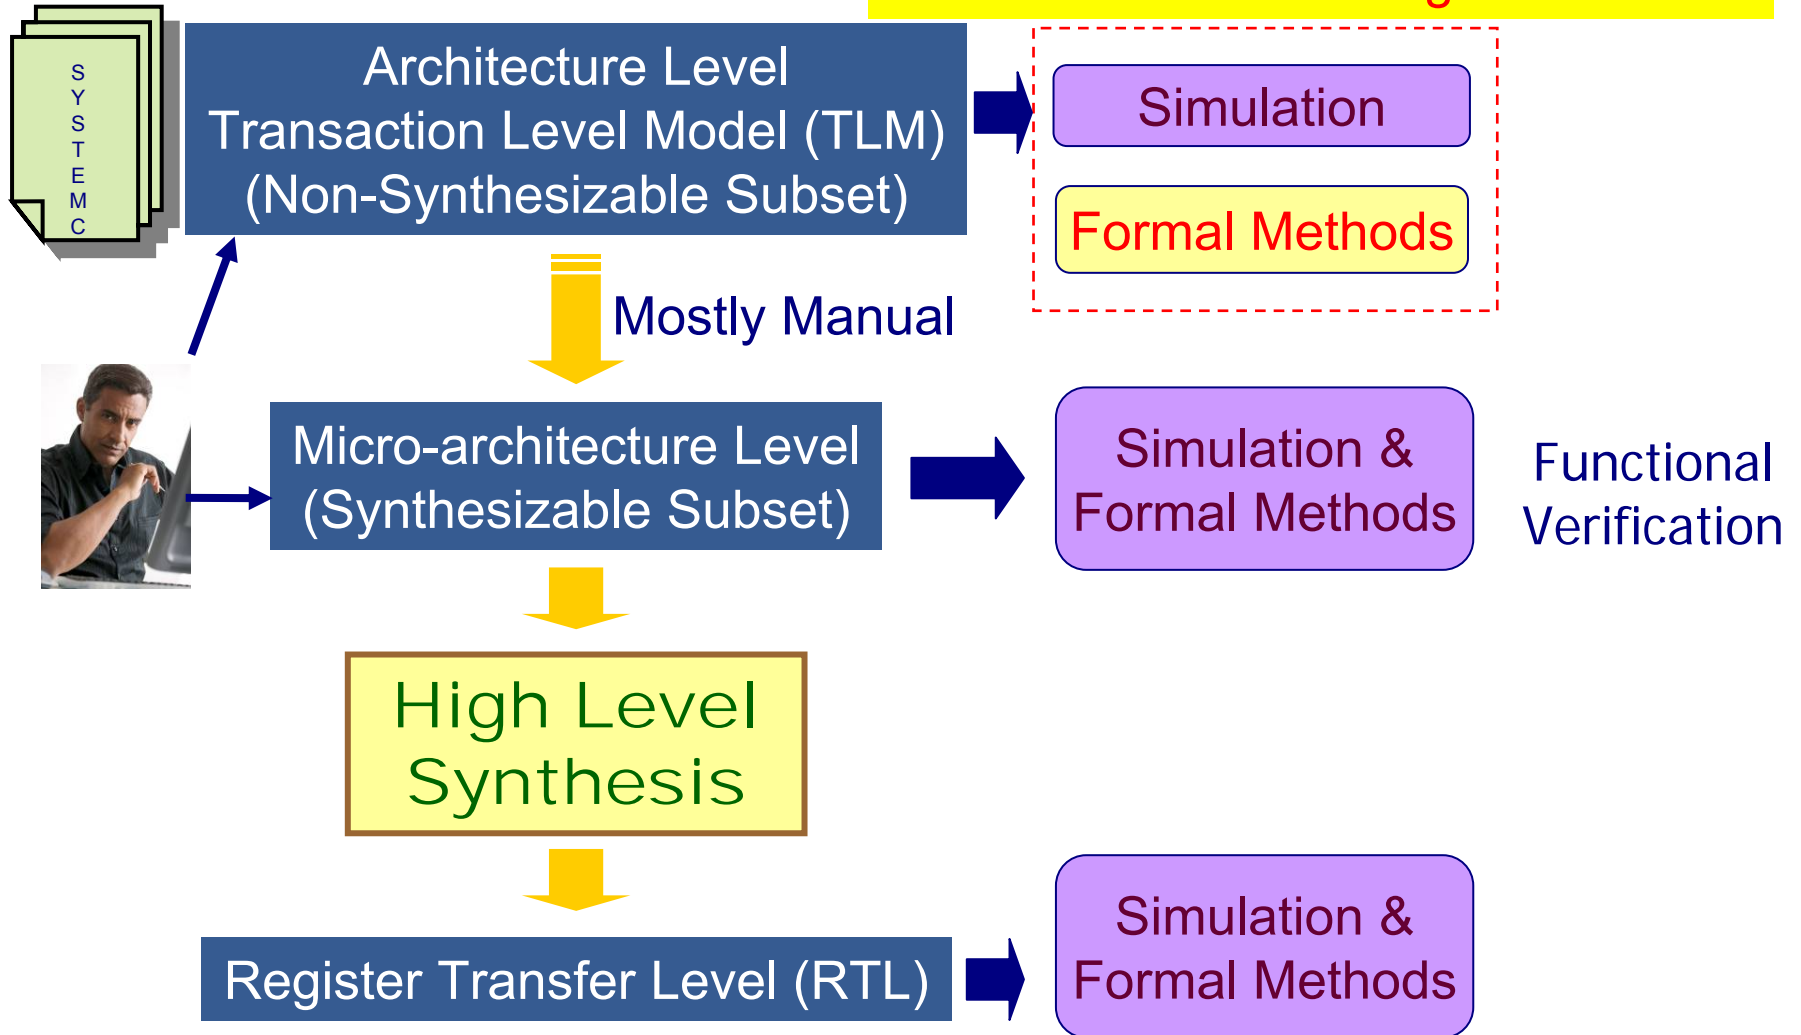 SYSTEMC
Architecture Level
Transaction Level Model (TLM)
(Non-Synthesizable Subset)
Simulation
Formal Methods
Mostly Manual
Micro-architecture Level
(Synthesizable Subset)
Simulation &
Formal Methods
Functional
Verification
High Level
Synthesis
Register Transfer Level (RTL)
Simulation &
Formal Methods